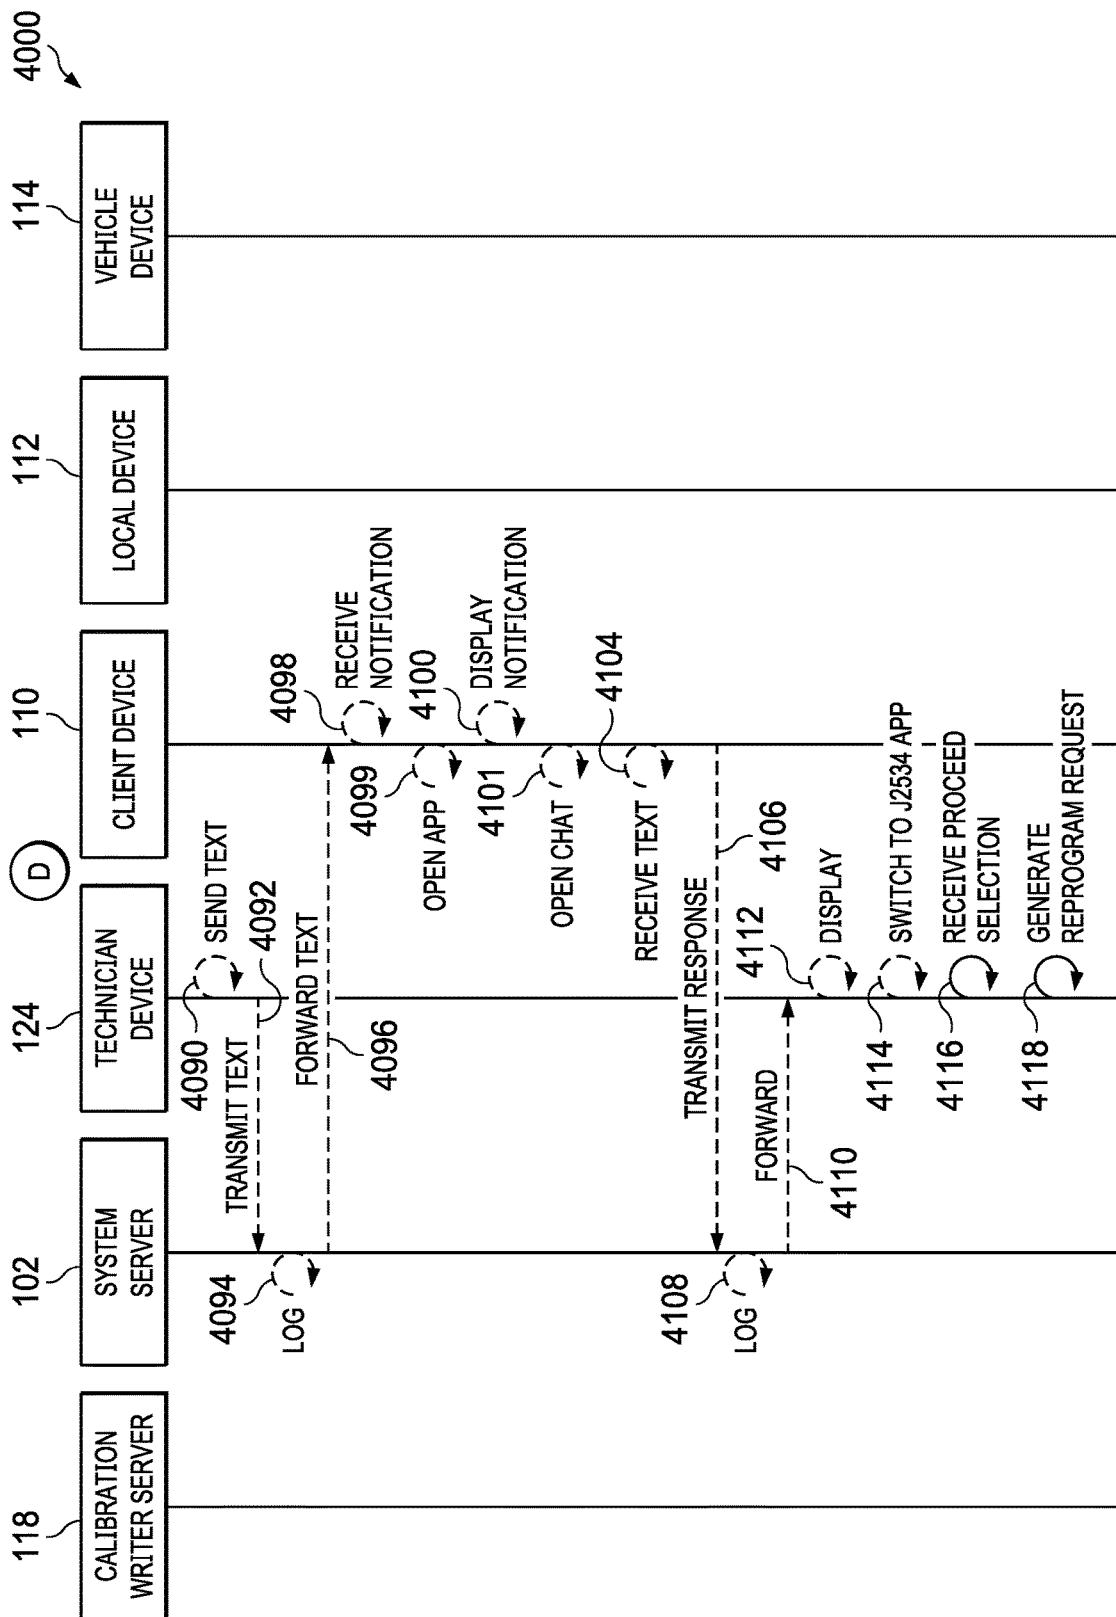 4000
118
102
124
110
112
114
CALIBRATION
WRITER SERVER
SYSTEM
SERVER
TECHNICIAN
DEVICE
CLIENT DEVICE
LOCAL DEVICE
VEHICLE
DEVICE
D
4090
SEND TEXT
TRANSMIT TEXT
4092
4094
LOG
FORWARD TEXT
4096
4098
RECEIVE
NOTIFICATION
4099
OPEN APP
4100
DISPLAY
NOTIFICATION
4101
OPEN CHAT
4104
RECEIVE TEXT
TRANSMIT RESPONSE
4106
4108
LOG
FORWARD
4110
4112
DISPLAY
4114
SWITCH TO J2534 APP
4116
RECEIVE PROCEED
SELECTION
4118
GENERATE
REPROGRAM REQUEST